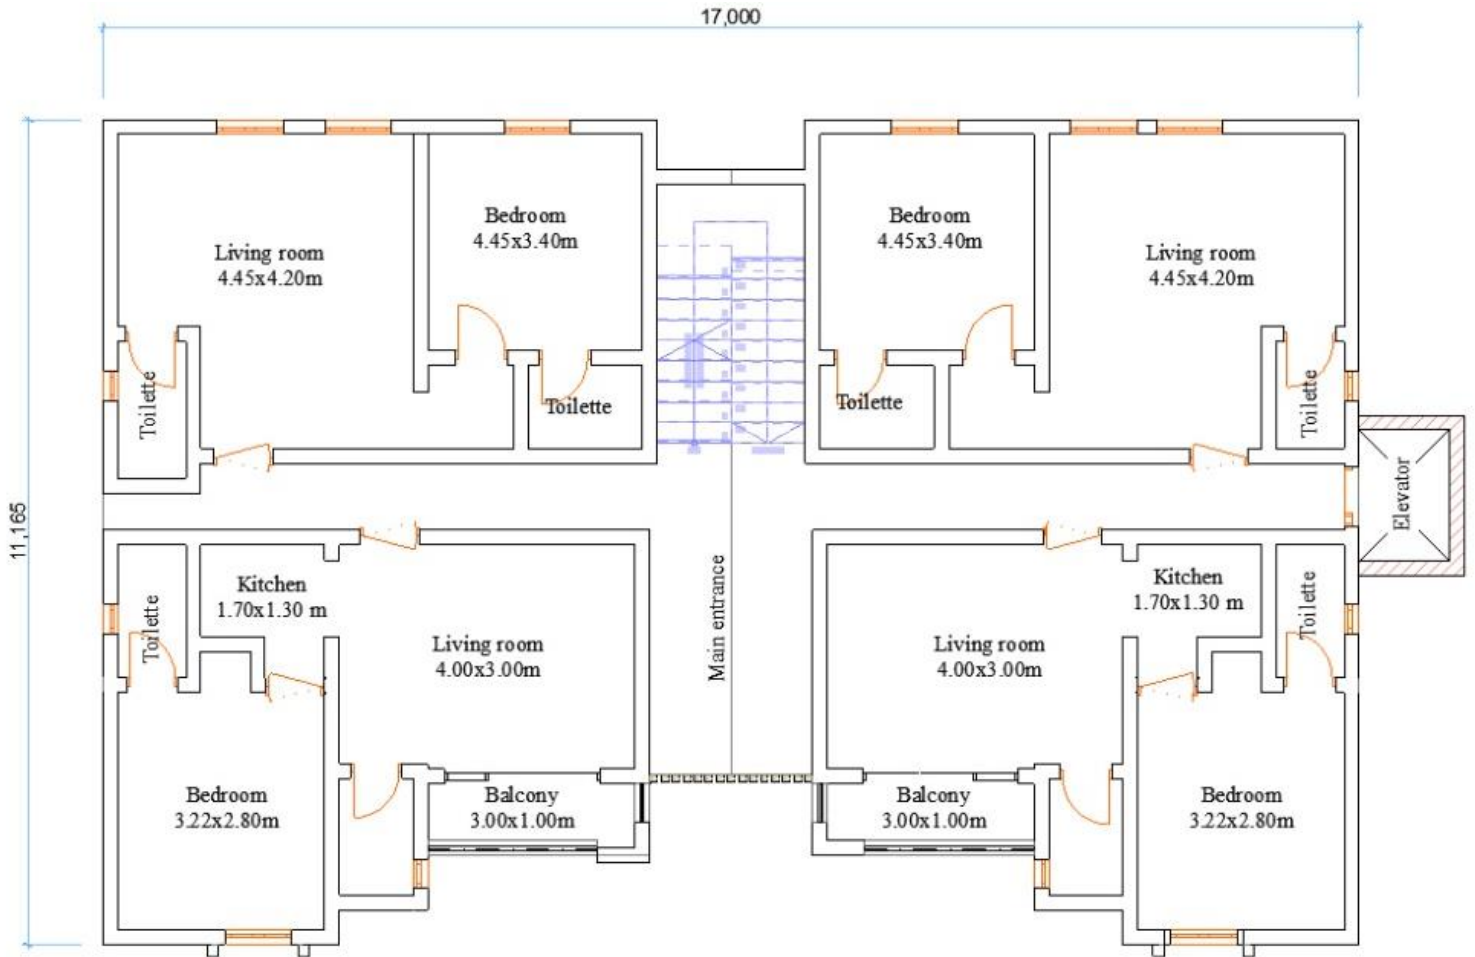 17,000
Bedroom
4.45x3.40m
Bedroom
4.45x3.40m
Living room
4.45x4.20m
Living room
4.45x4.20m
Toilette
Toilette
Toilette
Toilette
Elevator
11,165
Kitchen
1.70x1.30 m
Kitchen
1.70x1.30 m
Toilette
Toilette
Living room
4.00x3.00m
Main entrance
Living room
4.00x3.00m
Bedroom
3.22x2.80m
Balcony
3.00x1.00m
Balcony
3.00x1.00m
Bedroom
3.22x2.80m